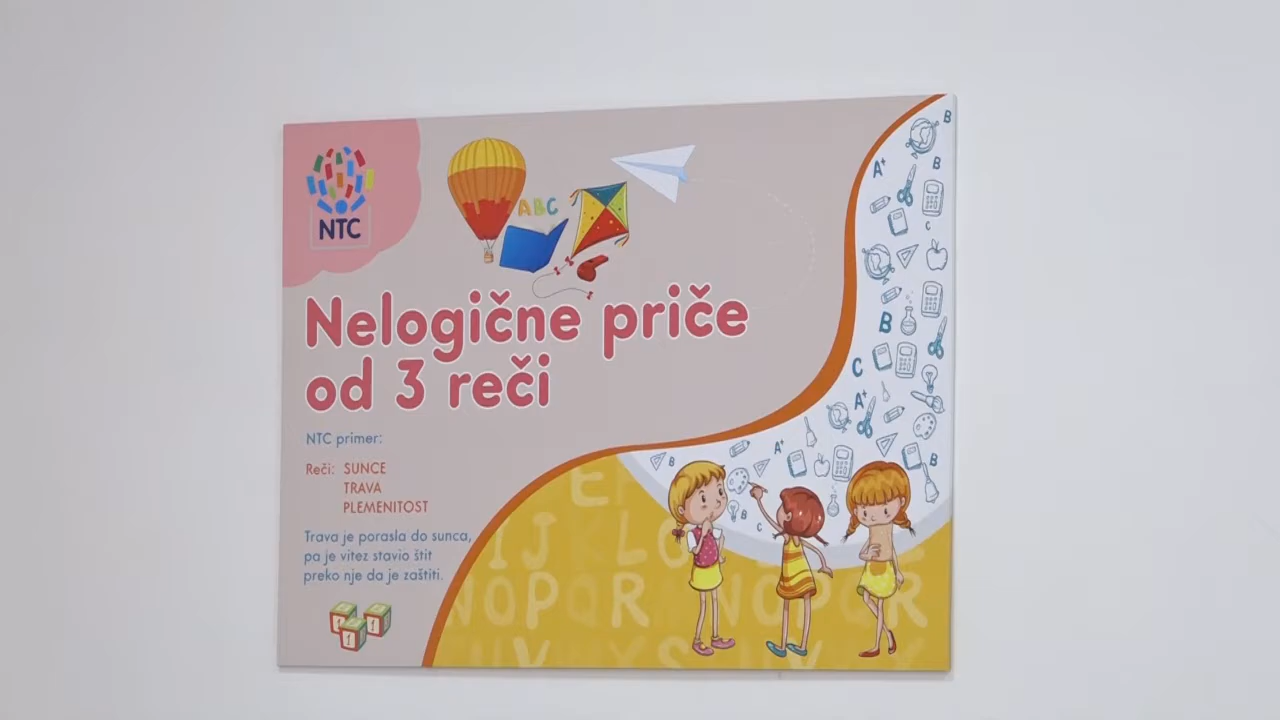 NTC
ABC
Nelogične priče
od 3 reči
NTC primer:
Reči: SUNCE
TRAVA
PLEMENITOST
Trava je porasla do sunca,
pa je vitez stavio štit
preko nje da je zaštiti.